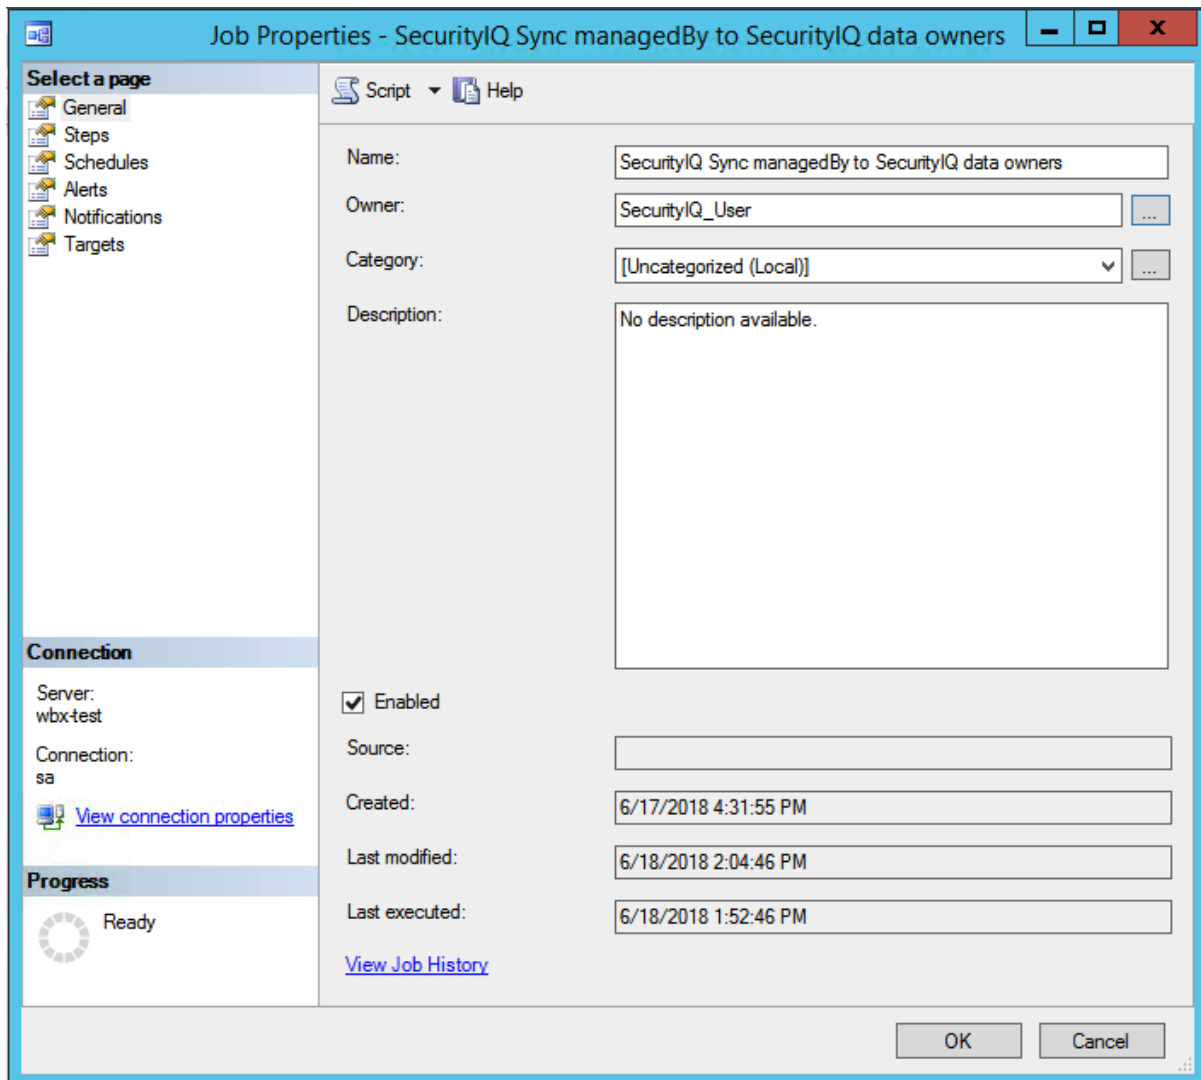 Job Properties - SecurityIQ Sync managedBy to SecurityIQ data owners
Select a page
General
Steps
Schedules
Alerts
Notifications
Targets
Script Help
Name: SecurityIQ Sync managedBy to SecurityIQ data owners
Owner: SecurityIQ_User ...
Category: [Uncategorized (Local)] ...
Description: No description available.
Enabled
Source:
Created: 6/17/2018 4:31:55 PM
Last modified: 6/18/2018 2:04:46 PM
Last executed: 6/18/2018 1:52:46 PM
View Job History
Connection
Server:
wbx-test
Connection:
sa
View connection properties
Progress
Ready
OK Cancel